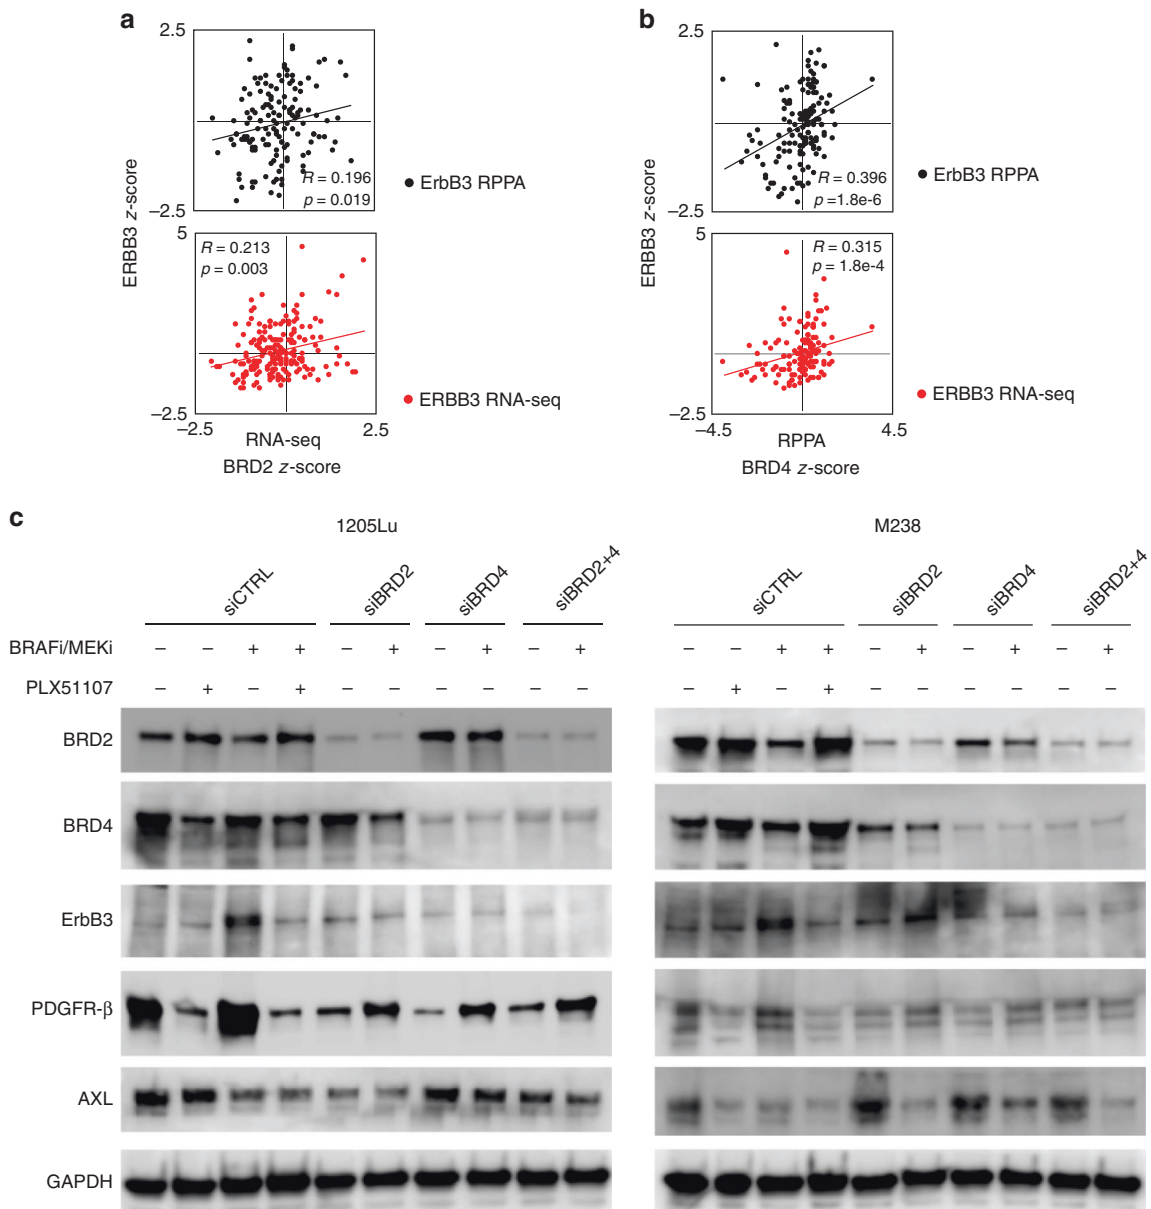 a
2.5
ERBB3 z-score
R = 0.196
p = 0.019
–2.5
ErbB3 RPPA
5
R = 0.213
p = 0.003
–2.5
ERBB3 RNA-seq
–2.5
2.5
RNA-seq
BRD2 z-score
b
2.5
ERBB3 z-score
R = 0.396
p =1.8e-6
–2.5
ErbB3 RPPA
5
R = 0.315
p = 1.8e-4
–2.5
ERBB3 RNA-seq
–4.5
4.5
RPPA
BRD4 z-score
c
1205Lu
M238
siCTRL siBRD2 siBRD4 siBRD2+4 siCTRL siBRD2 siBRD4 siBRD2+4
BRAFi/MEKi – – + + – + – + – + – – + + – + – + – +
PLX51107 – + – + – – – – – – – + – + – – – – – –
BRD2
BRD4
ErbB3
PDGFR-β
AXL
GAPDH